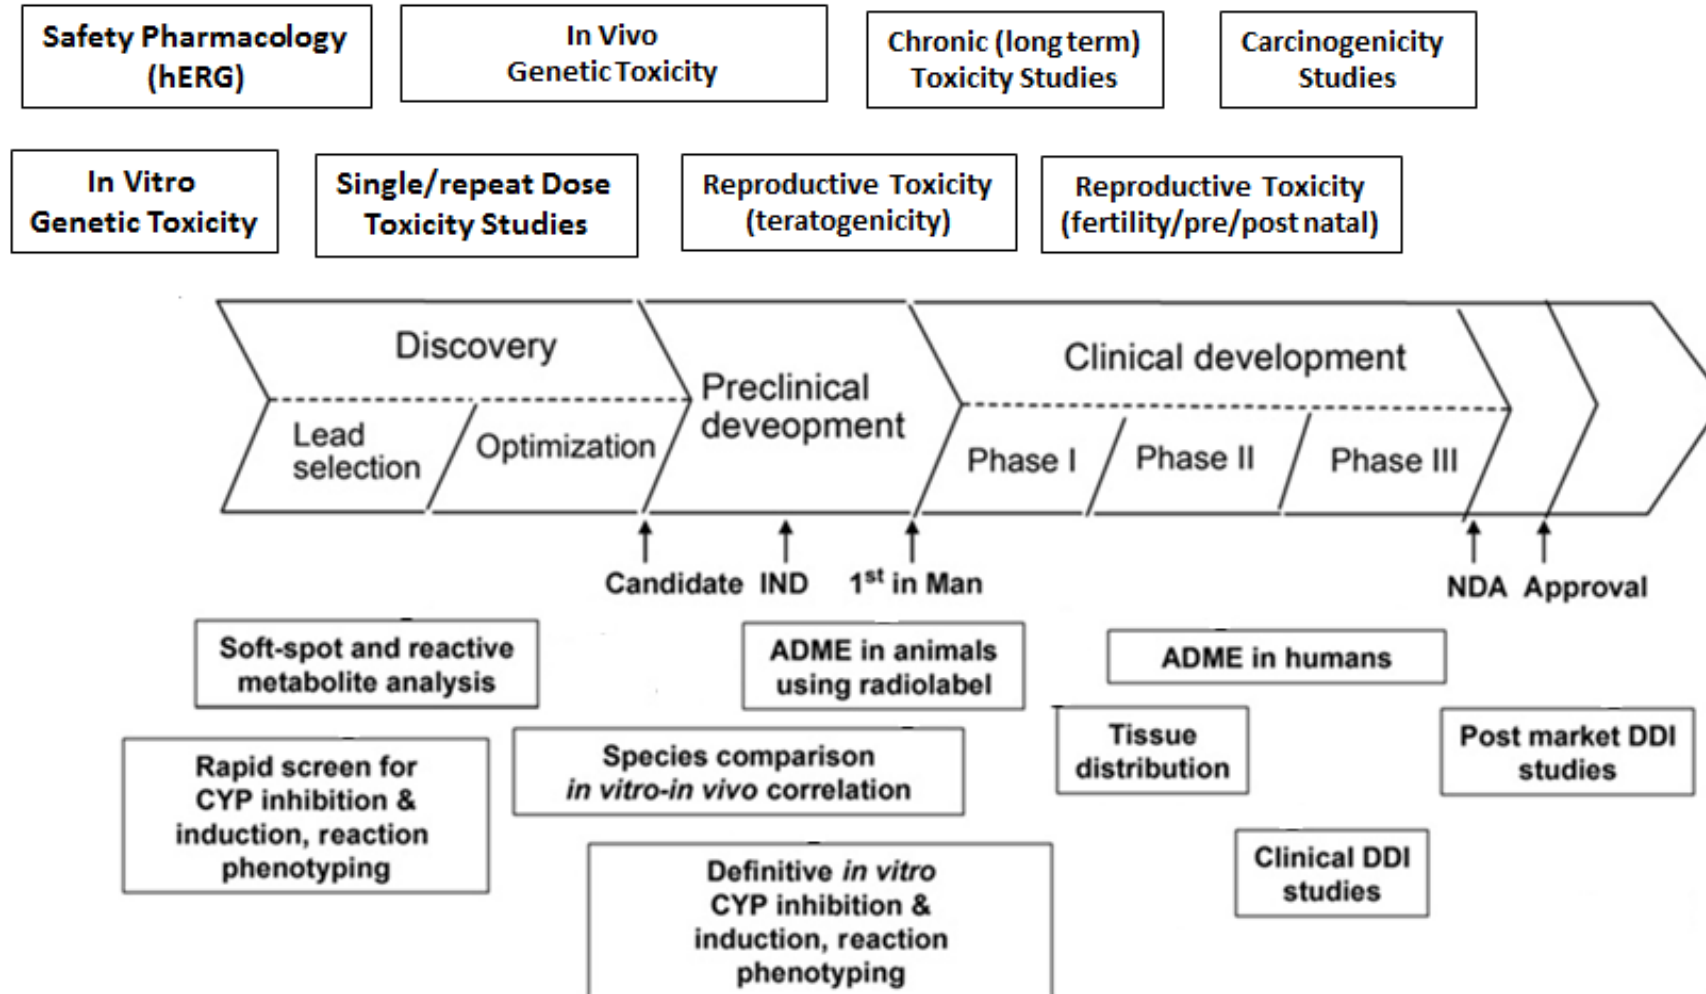 Safety Pharmacology
(hERG)
In Vivo
Genetic Toxicity
Chronic (long term)
Toxicity Studies
Carcinogenicity
Studies
In Vitro
Genetic Toxicity
Single/repeat Dose
Toxicity Studies
Reproductive Toxicity
(teratogenicity)
Reproductive Toxicity
(fertility/pre/post natal)
Discovery
Lead
selection
Optimization
Preclinical
deveopment
Clinical development
Phase I
Phase II
Phase III
Candidate
IND
1st in Man
NDA
Approval
Soft-spot and reactive
metabolite analysis
ADME in animals
using radiolabel
ADME in humans
Rapid screen for
CYP inhibition &
induction, reaction
phenotyping
Species comparison
in vitro-in vivo correlation
Tissue
distribution
Post market DDI
studies
Definitive in vitro
CYP inhibition &
induction, reaction
phenotyping
Clinical DDI
studies